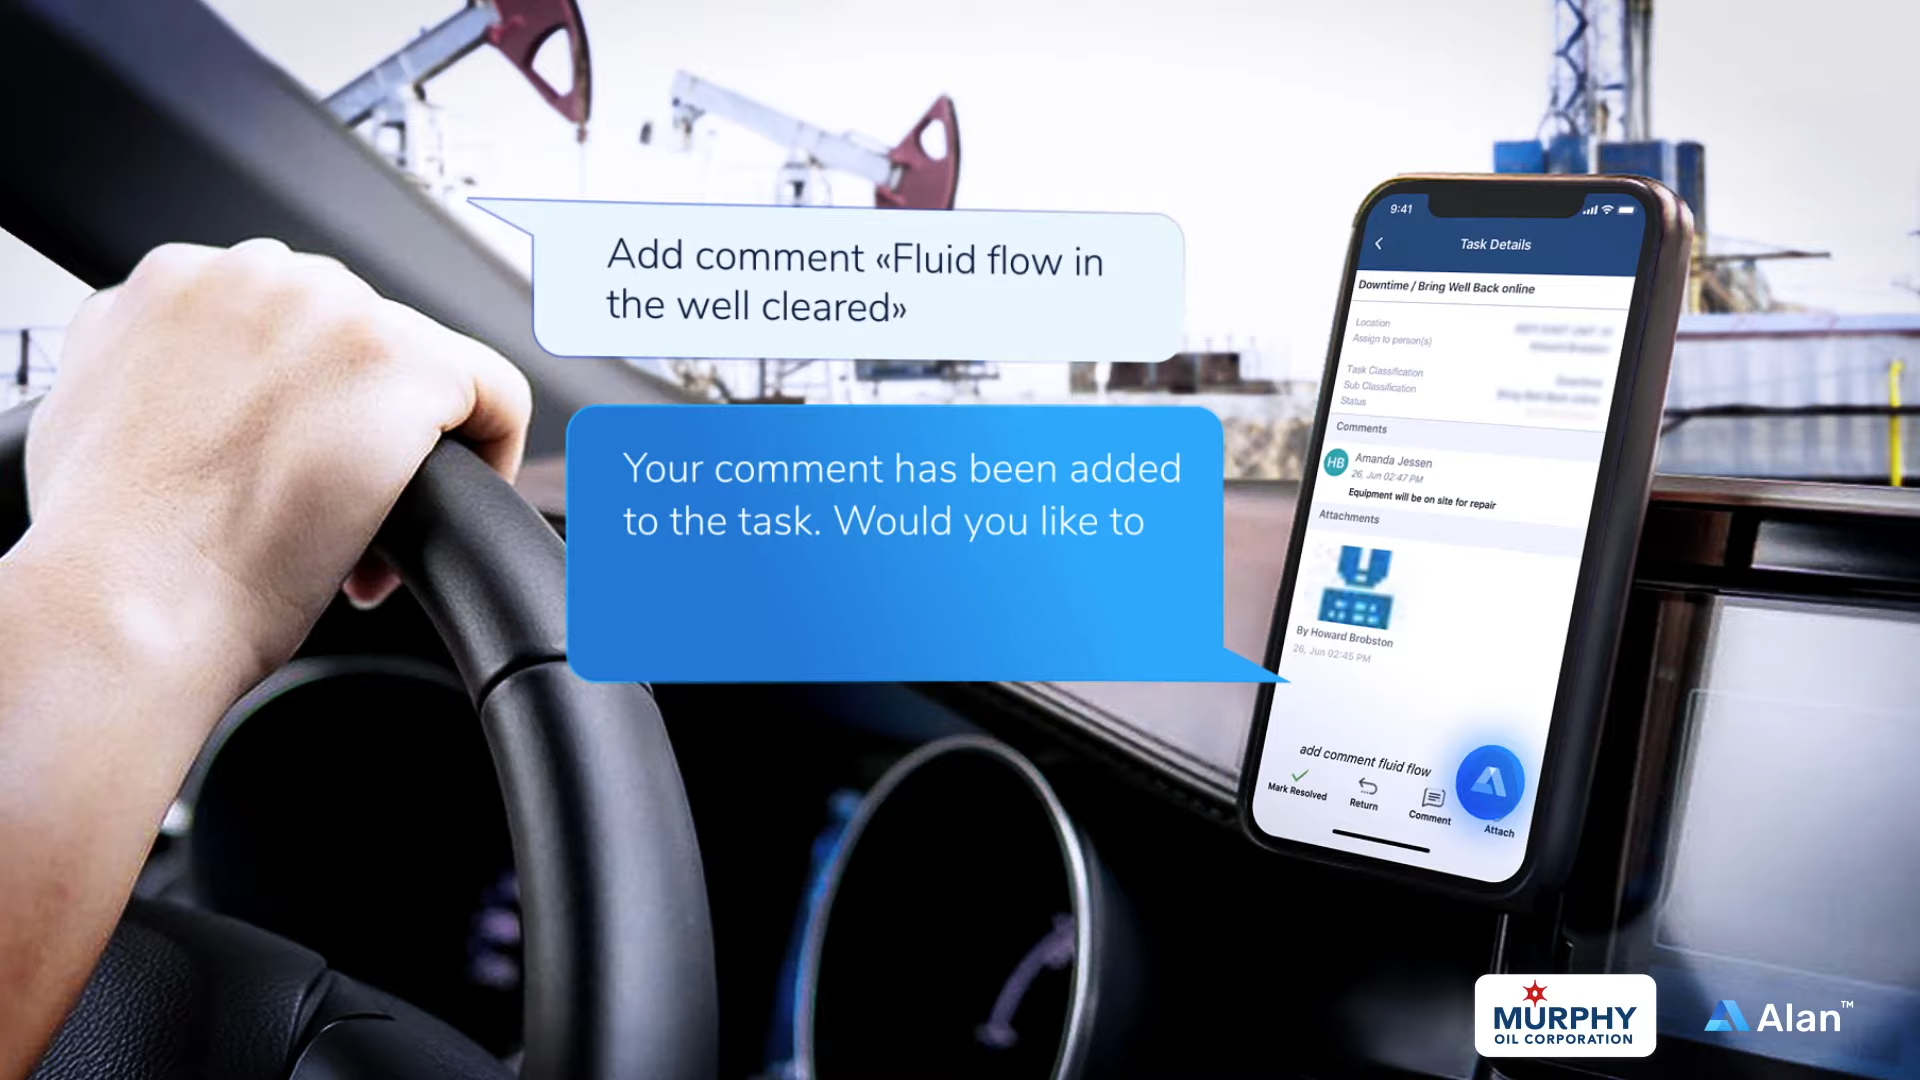 Add comment «Fluid flow in
the well cleared»
Your comment has been added
to the task. Would you like to
9:41
Task Details
Downtime / Bring Well Back online
Location
Assign to person(s)
Task Classification
Sub Classification
Status
Comments
HB
Amanda Jessen
26, Jun 02:47 PM
Equipment will be on site for repair
Attachments
By Howard Brobston
26, Jun 02:45 PM
add comment fluid flow
Mark Resolved
Return
Comment
Attach
MURPHY
OIL CORPORATION
Alan™